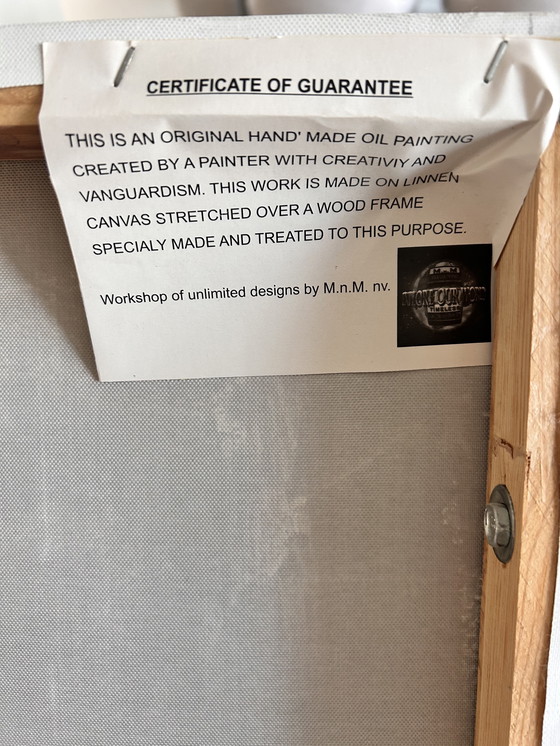 CERTIFICATE OF GUARANTEE
THIS IS AN ORIGINAL HAND' MADE OIL PAINTING
CREATED BY A PAINTER WITH CREATIVIY AND
VANGUARDISM. THIS WORK IS MADE ON LINNEN
CANVAS STRETCHED OVER A WOOD FRAME
SPECIALY MADE AND TREATED TO THIS PURPOSE.
Workshop of unlimited designs by M.n.M. nv.
M.n.M
TIMELESS